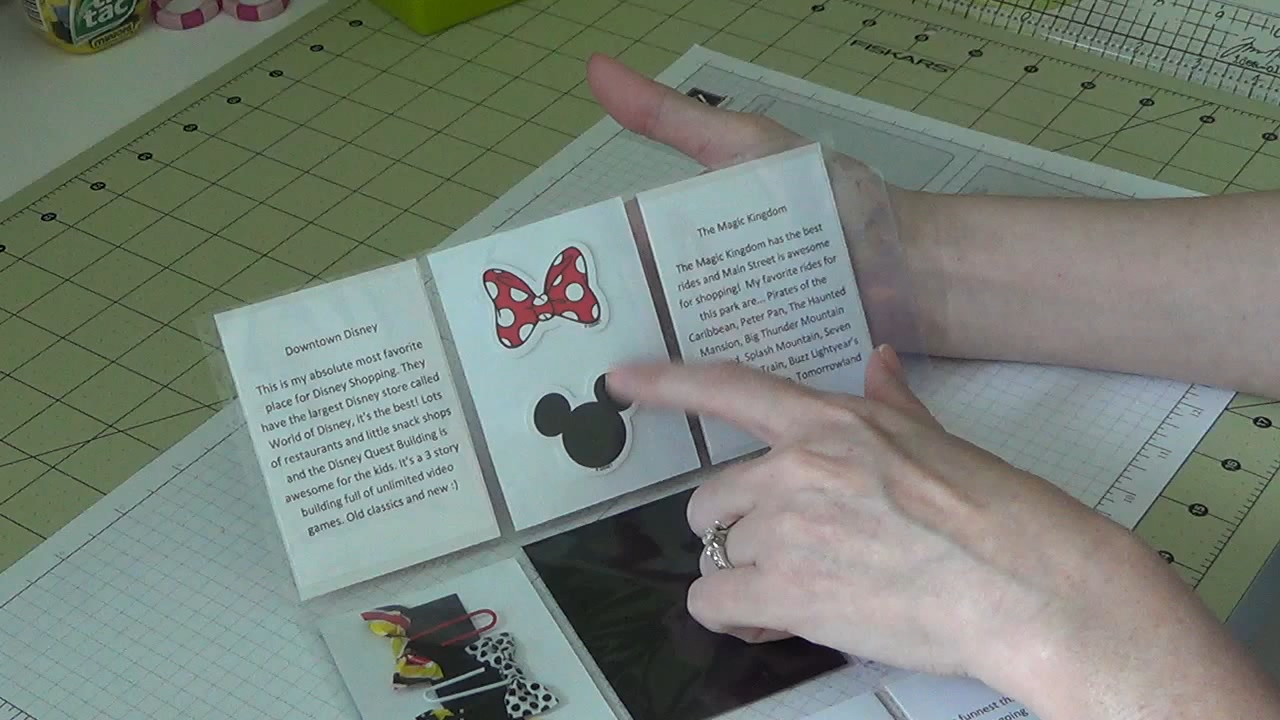 tic
tac
minions
FISKARS
Downtown Disney
This is my absolute most favorite
place for Disney Shopping. They
have the largest Disney store called
World of Disney, it's the best! Lots
of restaurants and little snack shops
and the Disney Quest Building is
awesome for the kids. It's a 3 story
building full of unlimited video
games. Old classics and new :)
The Magic Kingdom
The Magic Kingdom has the best
rides and Main Street is awesome
for shopping! My favorite rides for
this park are... Pirates of the
Caribbean, Peter Pan, The Haunted
Mansion, Big Thunder Mountain
Splash Mountain, Seven
Train, Buzz Lightyear's
Tomorrowland
funnest